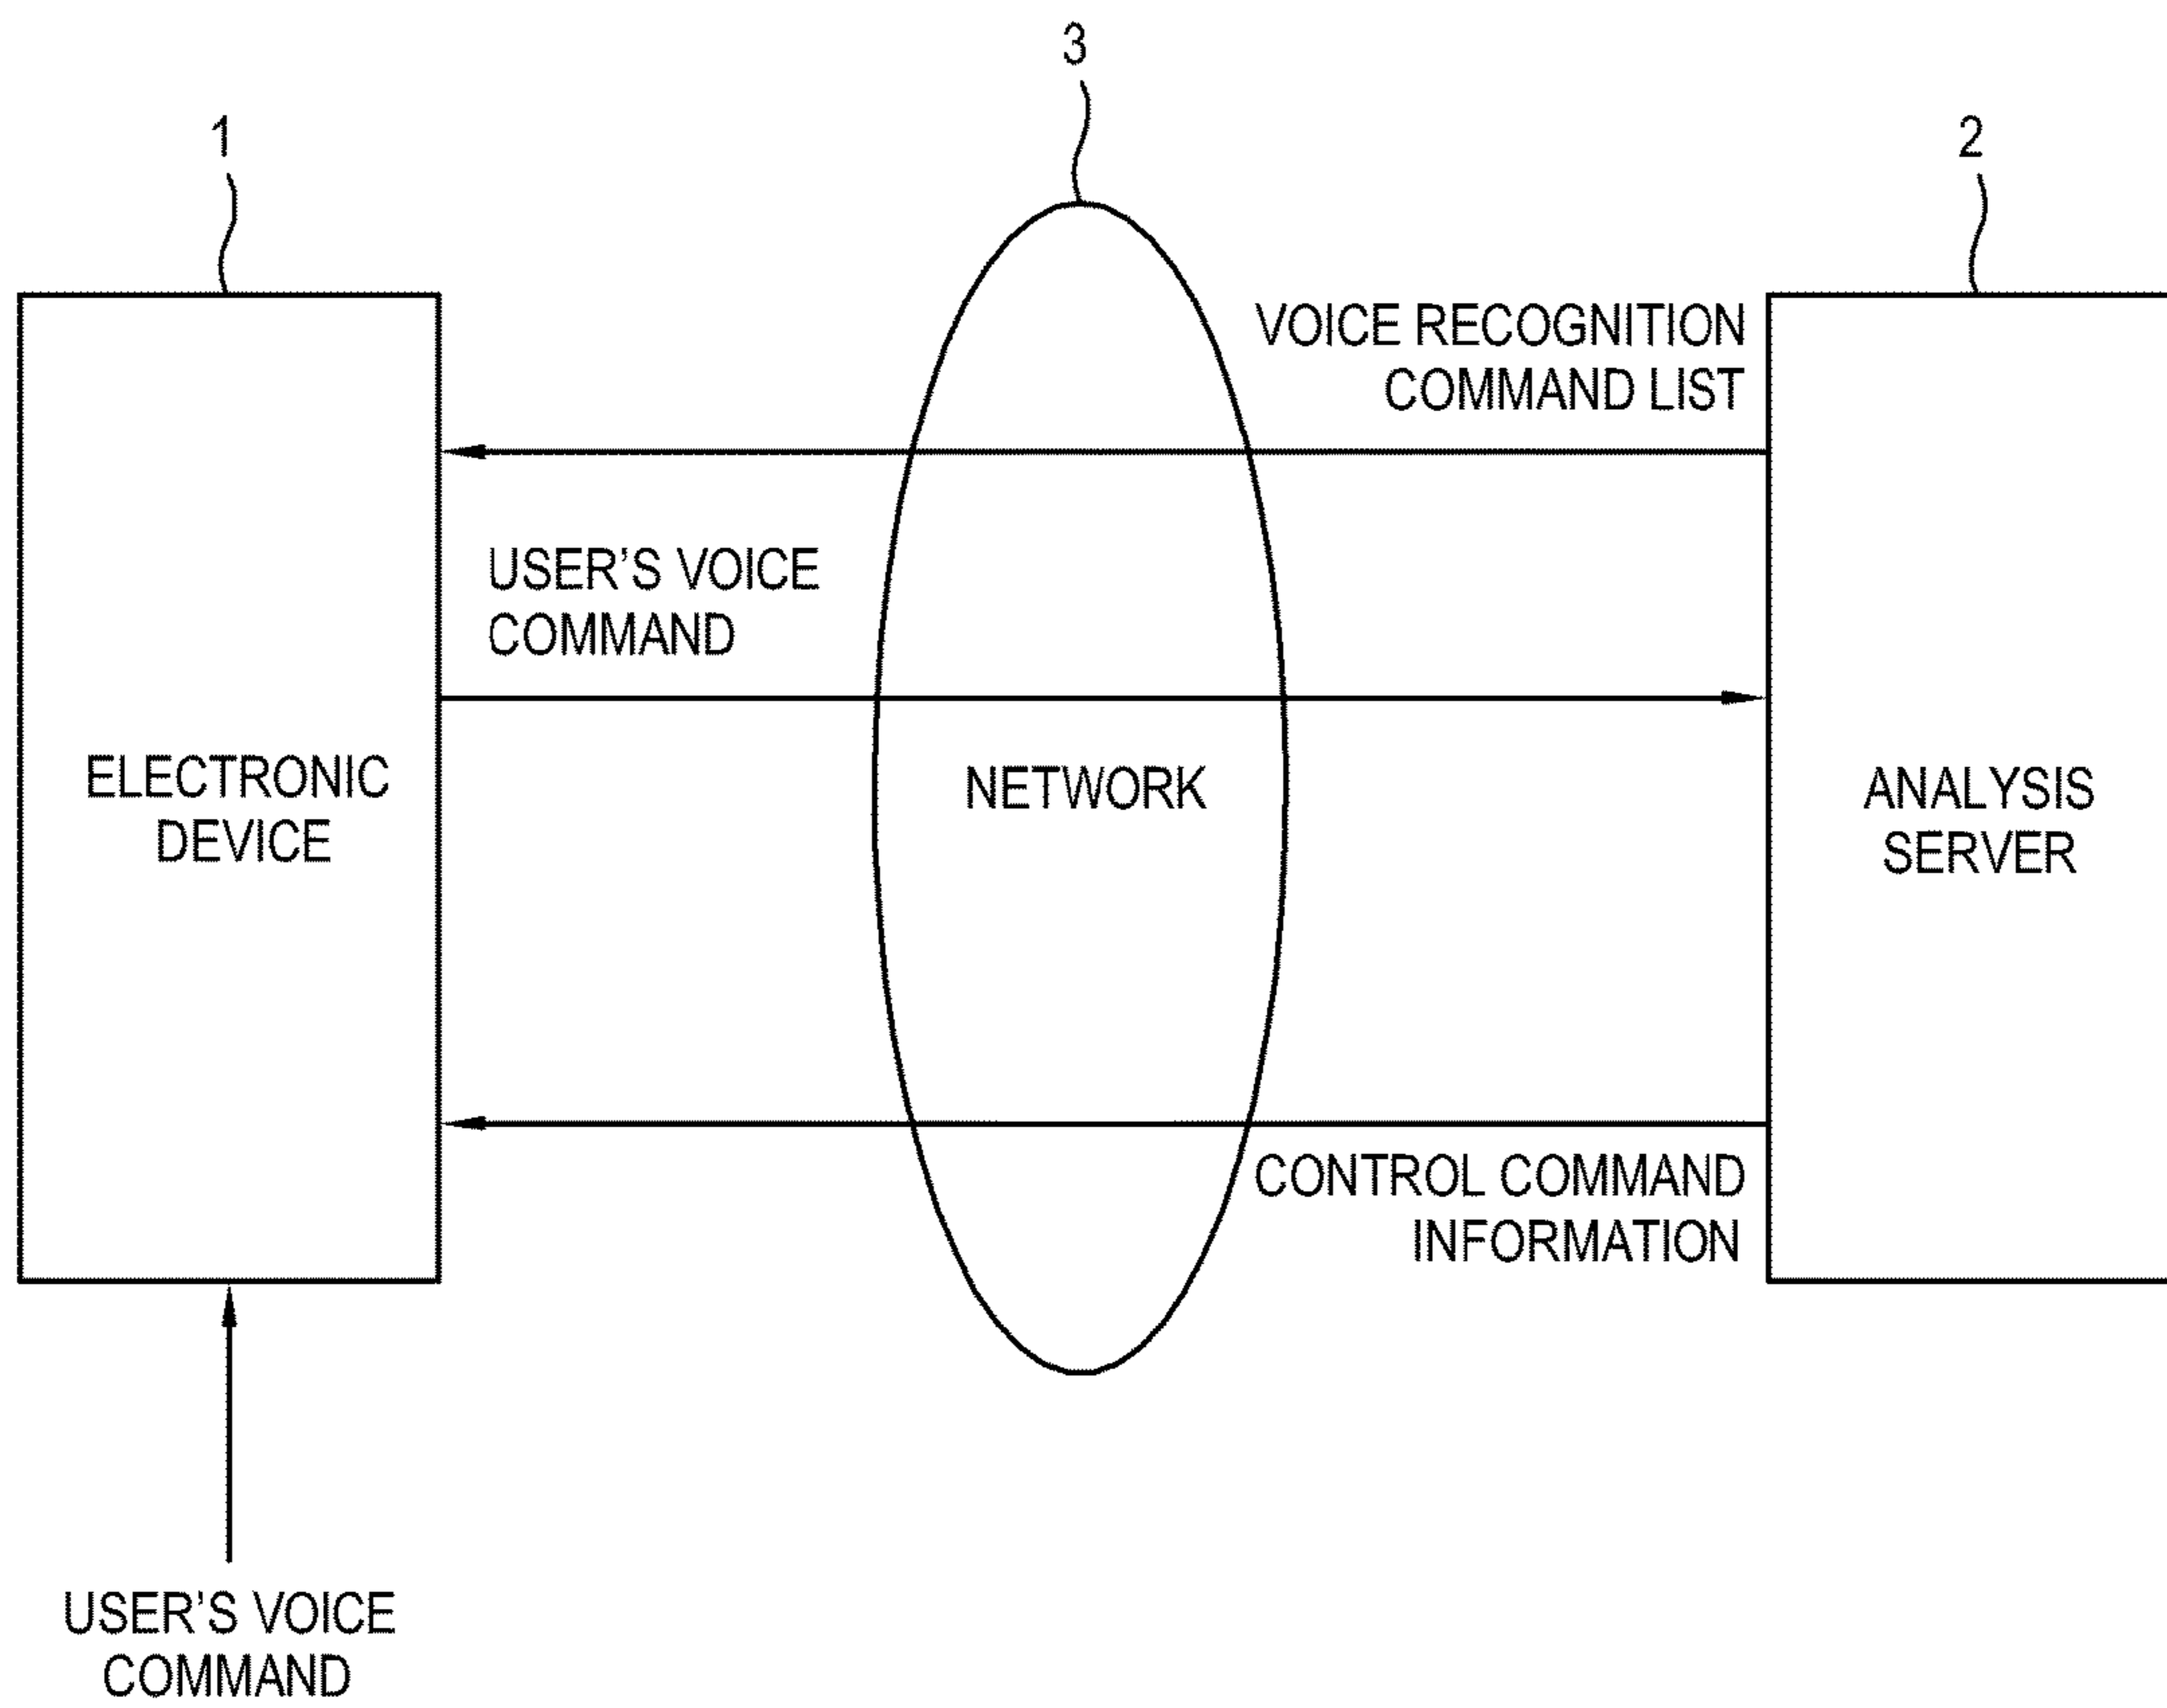 3
1
2
VOICE RECOGNITION
COMMAND LIST
USER'S VOICE
COMMAND
ELECTRONIC
DEVICE
NETWORK
ANALYSIS
SERVER
CONTROL COMMAND
INFORMATION
USER'S VOICE
COMMAND